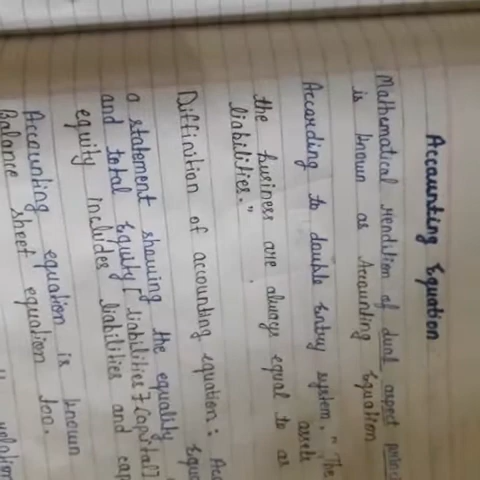 Accounting Equation
Mathematical rendition of dual aspect
is known as Accounting Equation
According to double Entry system, "The
assets
the business are always equal to
liabilities."
Diffinition of accounting equation:
a statement showing the equality
and total Equity [liabilities + Capital]
equity includes liabilities and
Accounting equation is known
Balance sheet equation too.